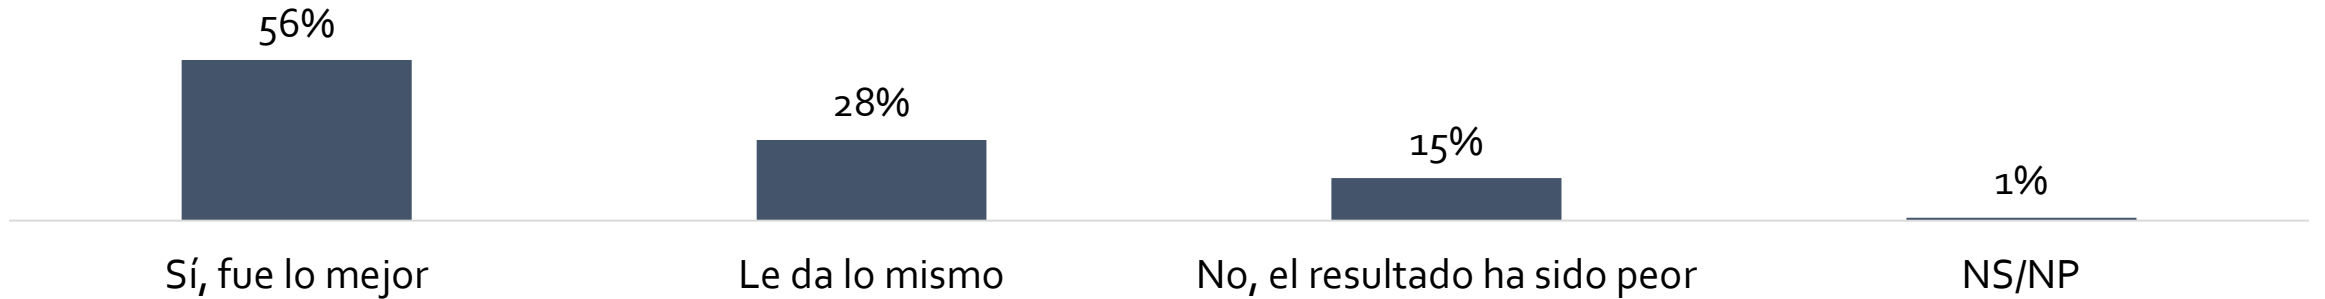 56%
28%
15%
1%
Sí, fue lo mejor
Le da lo mismo
No, el resultado ha sido peor
NS/NP